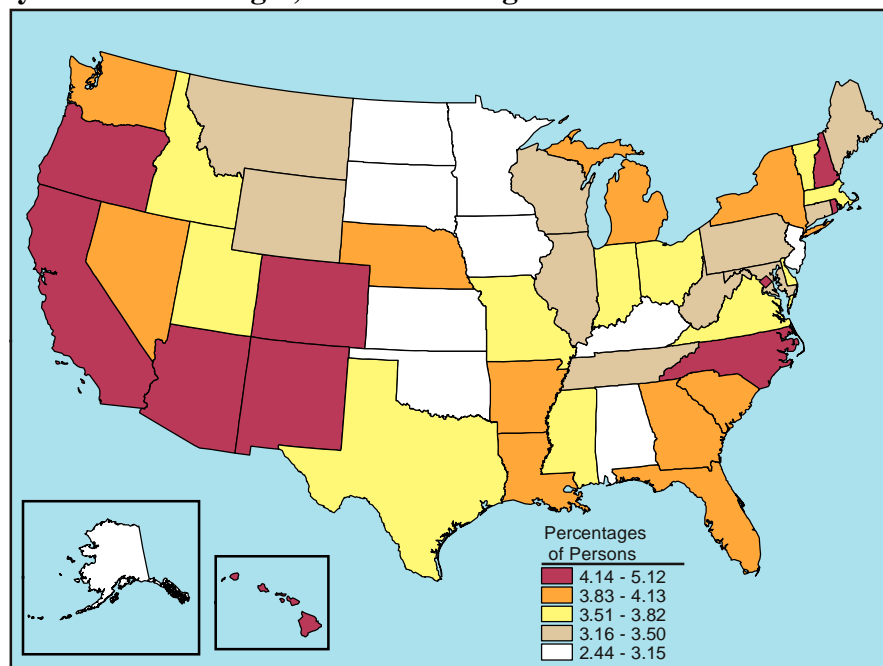 Percentages
of Persons
4.14 - 5.12
3.83 - 4.13
3.51 - 3.82
3.16 - 3.50
2.44 - 3.15